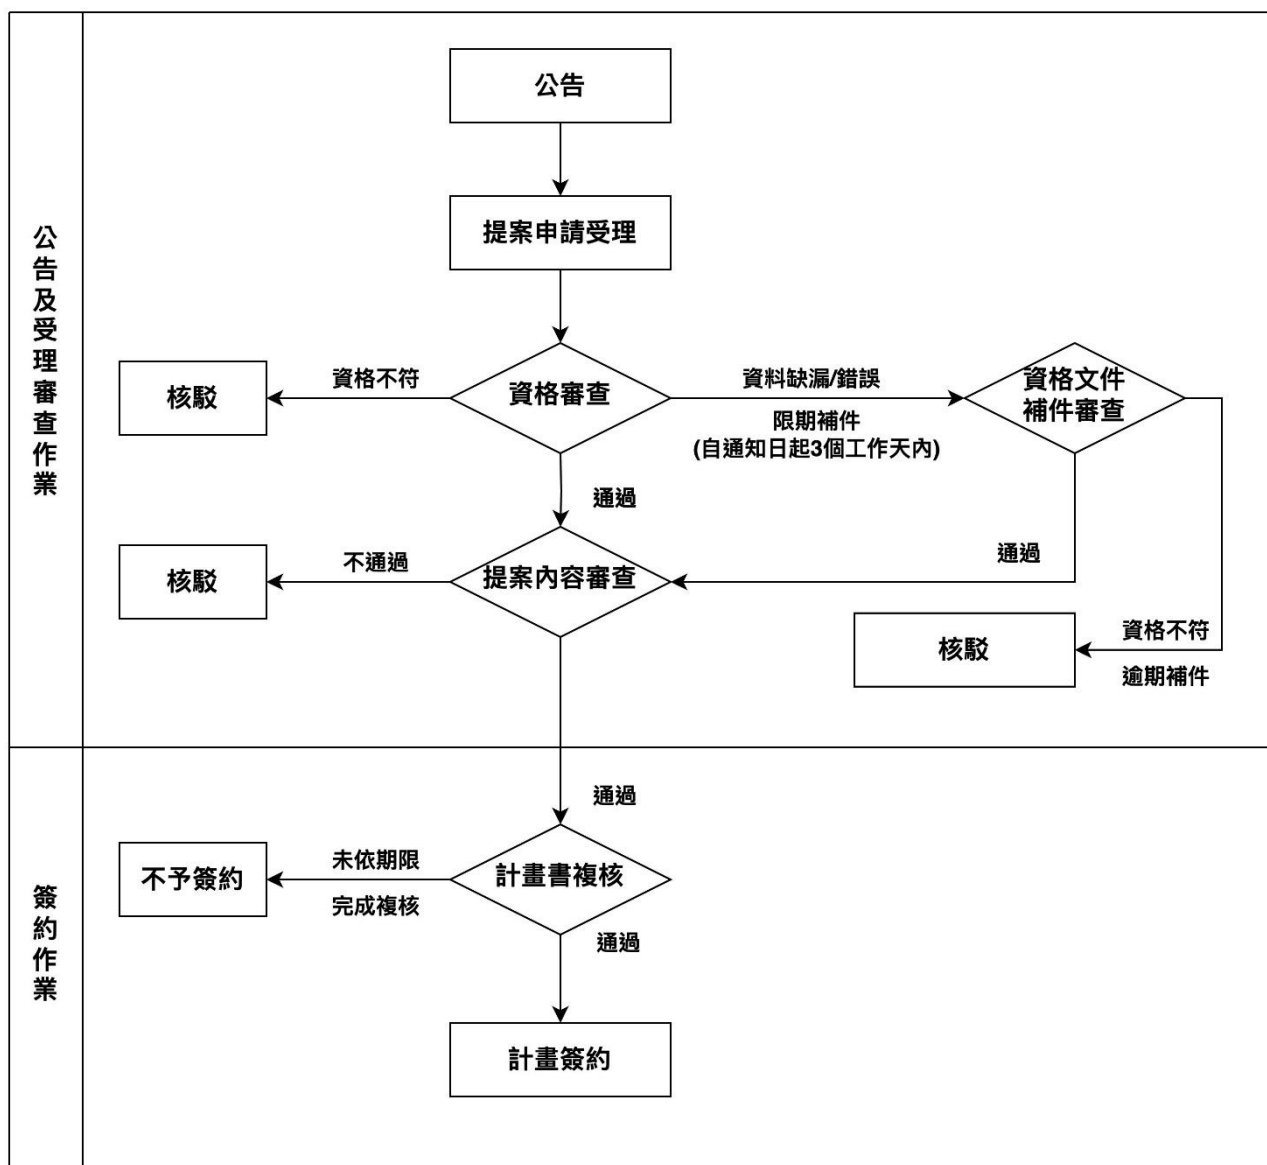 公告及受理審查作業
公告
提案申請受理
資格審查
資格不符
核駁
資料缺漏/錯誤
限期補件
(自通知日起3個工作天內)
資格文件
補件審查
通過
通過
提案內容審查
不通過
核駁
資格不符
逾期補件
核駁
簽約作業
通過
計畫書複核
未依期限
完成複核
不予簽約
通過
計畫簽約